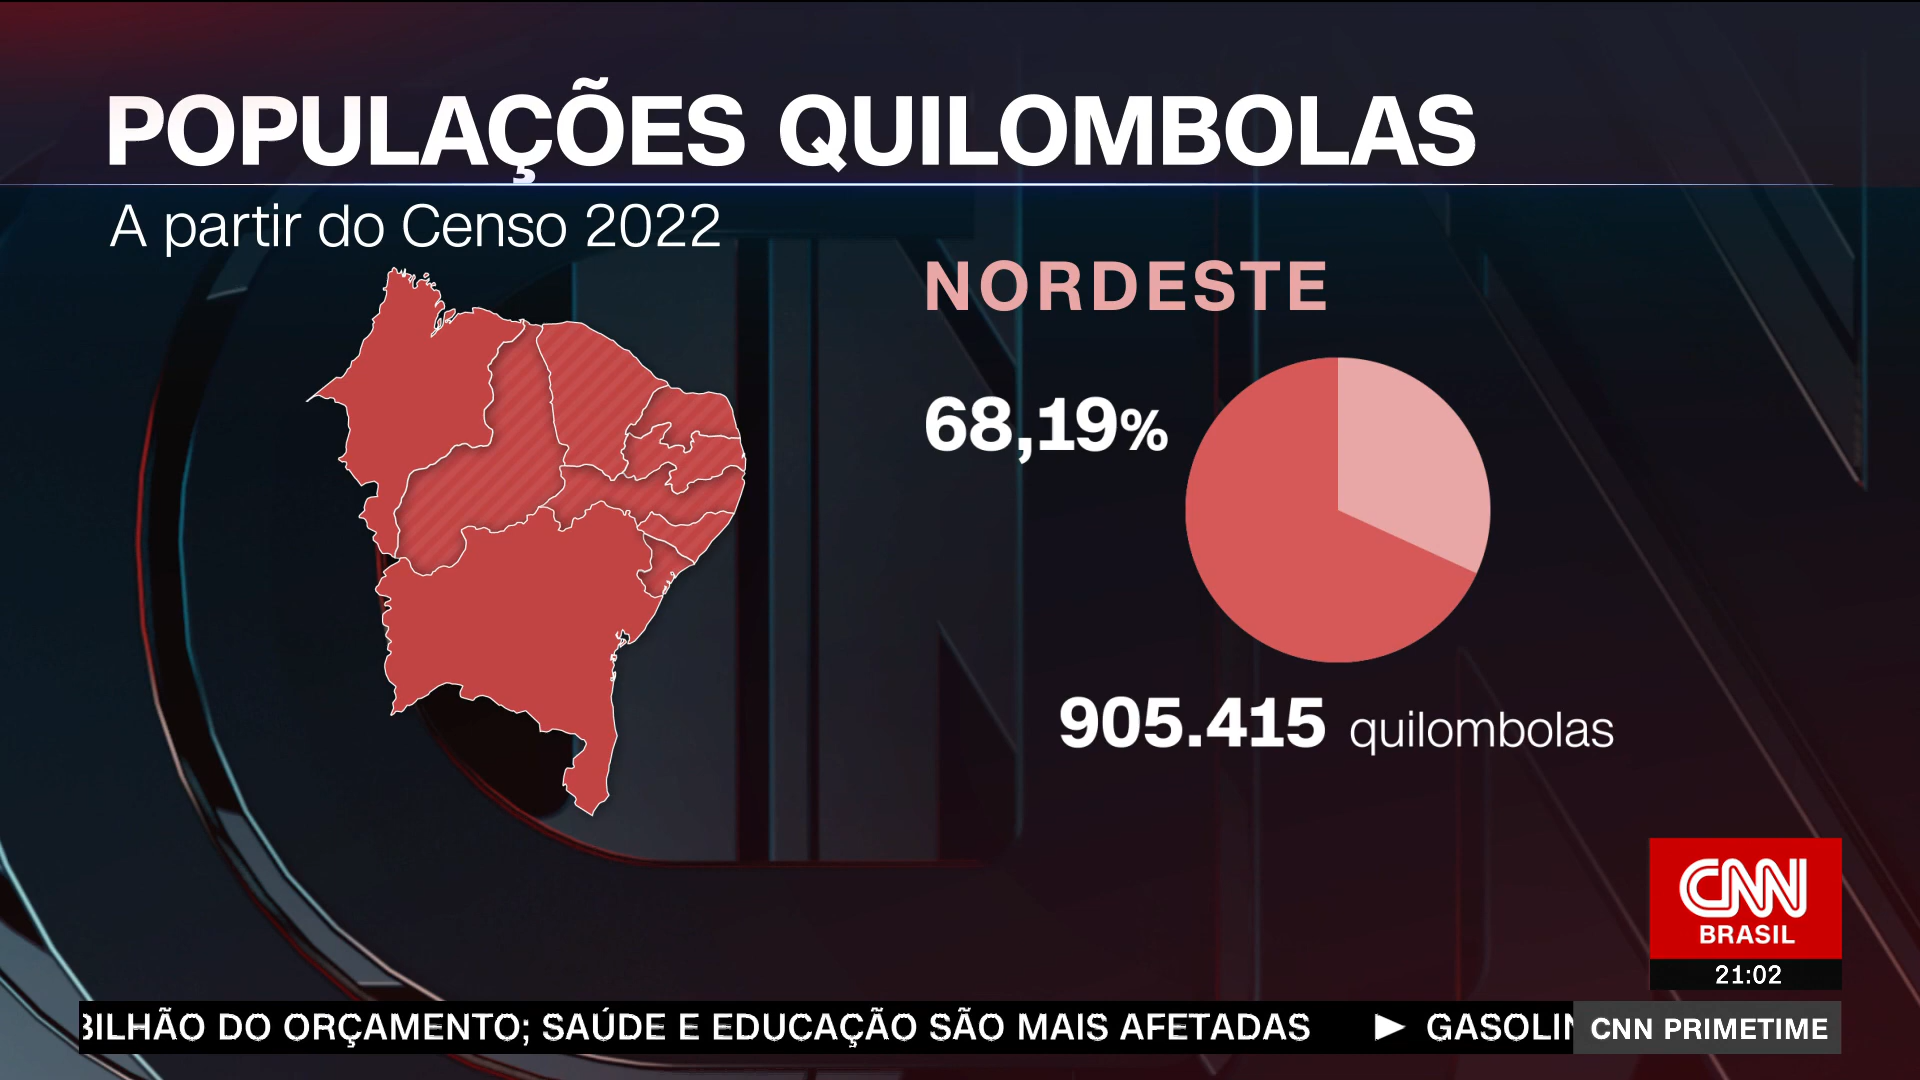 POPULAÇÕES QUILOMBOLAS
A partir do Censo 2022
NORDESTE
68,19%
905.415 quilombolas
CNN
BRASIL
21:02
DO ORÇAMENTO; SAÚDE E EDUCAÇÃO SÃO MAIS AFETADAS
CNN PRIMETIME